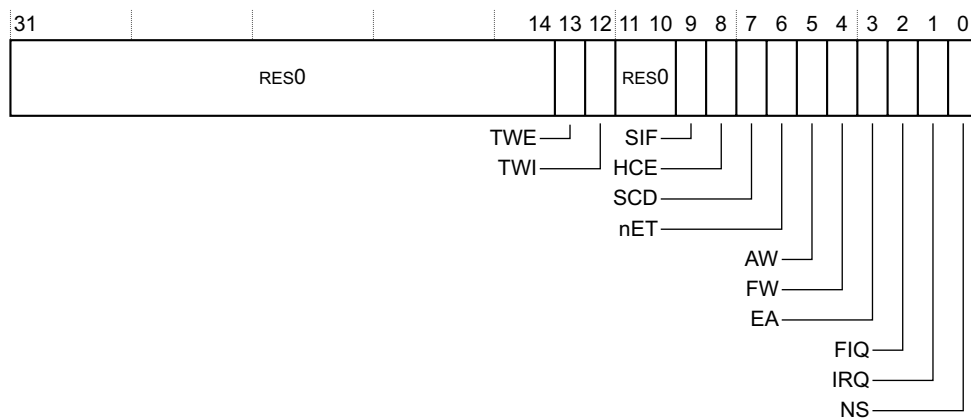 31 14 13 12 11 10 9 8 7 6 5 4 3 2 1 0
RES0 RES0
TWE SIF
TWI HCE
SCD
nET
AW
FW
EA
FIQ
IRQ
NS